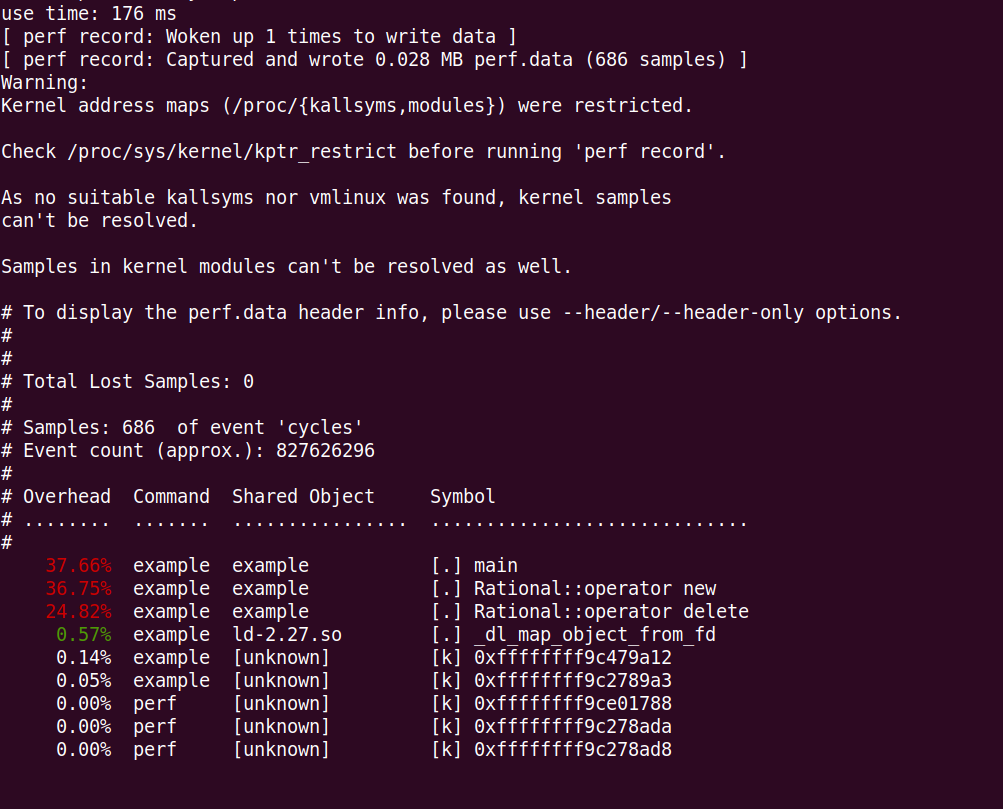 use time: 176 ms
[ perf record: Woken up 1 times to write data ]
[ perf record: Captured and wrote 0.028 MB perf.data (686 samples) ]
Warning:
Kernel address maps (/proc/{kallsyms,modules}) were restricted.

Check /proc/sys/kernel/kptr_restrict before running 'perf record'.

As no suitable kallsyms nor vmlinux was found, kernel samples
can't be resolved.

Samples in kernel modules can't be resolved as well.

# To display the perf.data header info, please use --header/--header-only options.
#
#
# Total Lost Samples: 0
#
# Samples: 686  of event 'cycles'
# Event count (approx.): 827626296
#
# Overhead  Command  Shared Object     Symbol
# ........  .......  ................  .............................
#
    37.66%  example  example           [.] main
    36.75%  example  example           [.] Rational::operator new
    24.82%  example  example           [.] Rational::operator delete
     0.57%  example  ld-2.27.so        [.] _dl_map_object_from_fd
     0.14%  example  [unknown]         [k] 0xffffffff9c479a12
     0.05%  example  [unknown]         [k] 0xffffffff9c2789a3
     0.00%  perf     [unknown]         [k] 0xffffffff9ce01788
     0.00%  perf     [unknown]         [k] 0xffffffff9c278ada
     0.00%  perf     [unknown]         [k] 0xffffffff9c278ad8